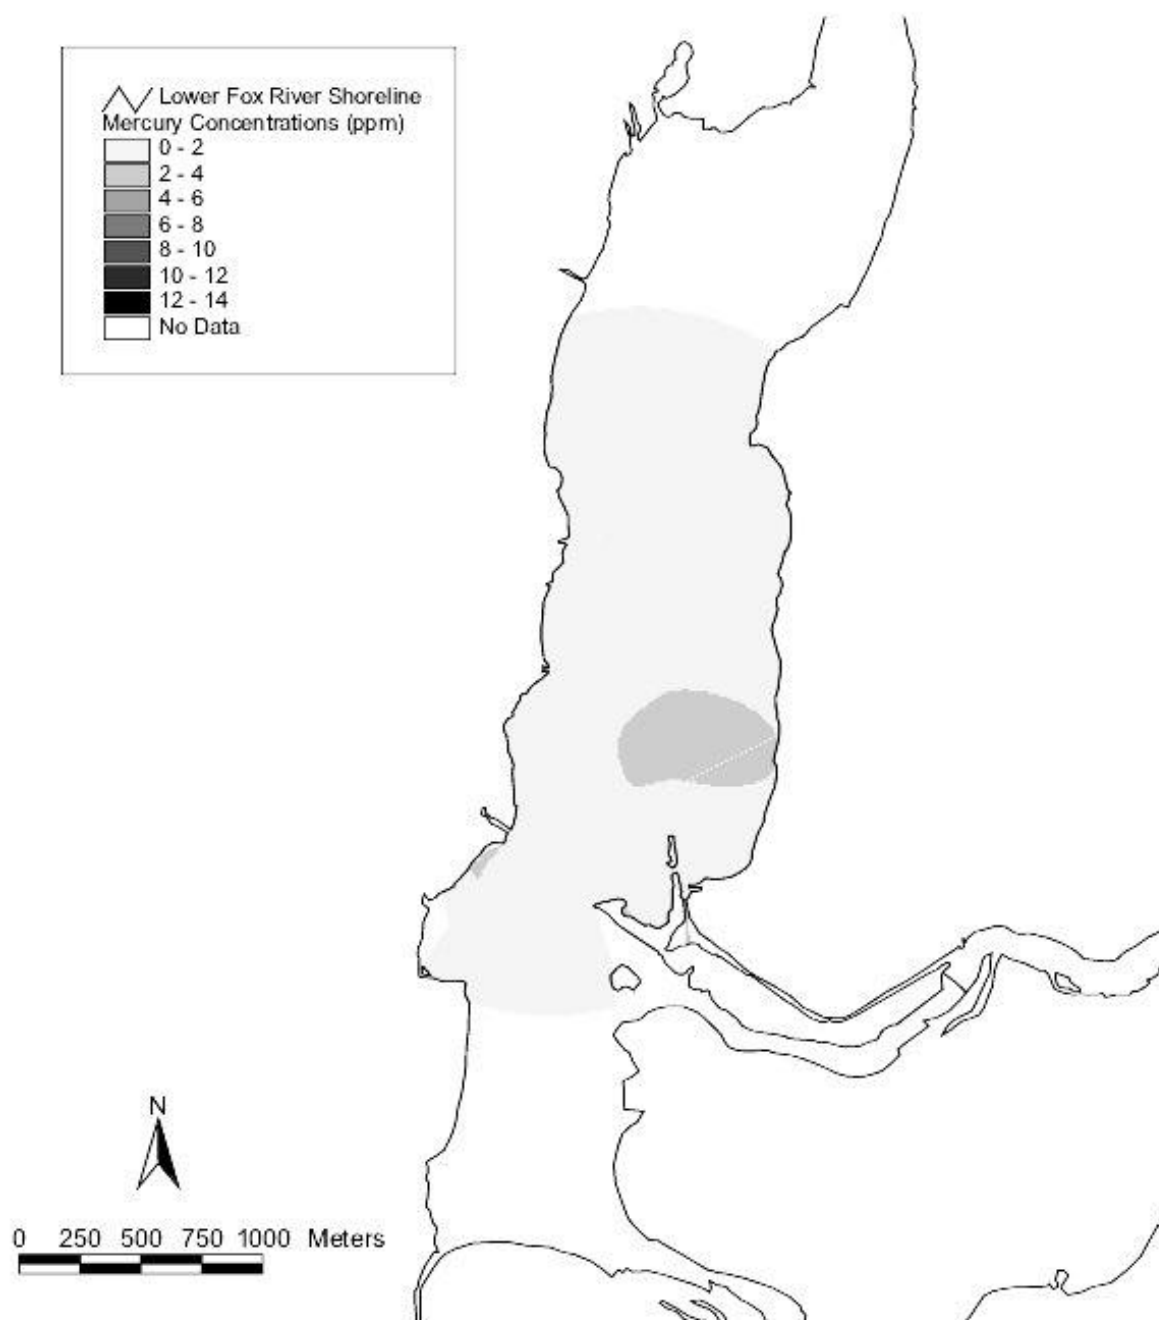 Lower Fox River Shoreline
Mercury Concentrations (ppm)
0 - 2
2 - 4
4 - 6
6 - 8
8 - 10
10 - 12
12 - 14
No Data
N
0 250 500 750 1000 Meters